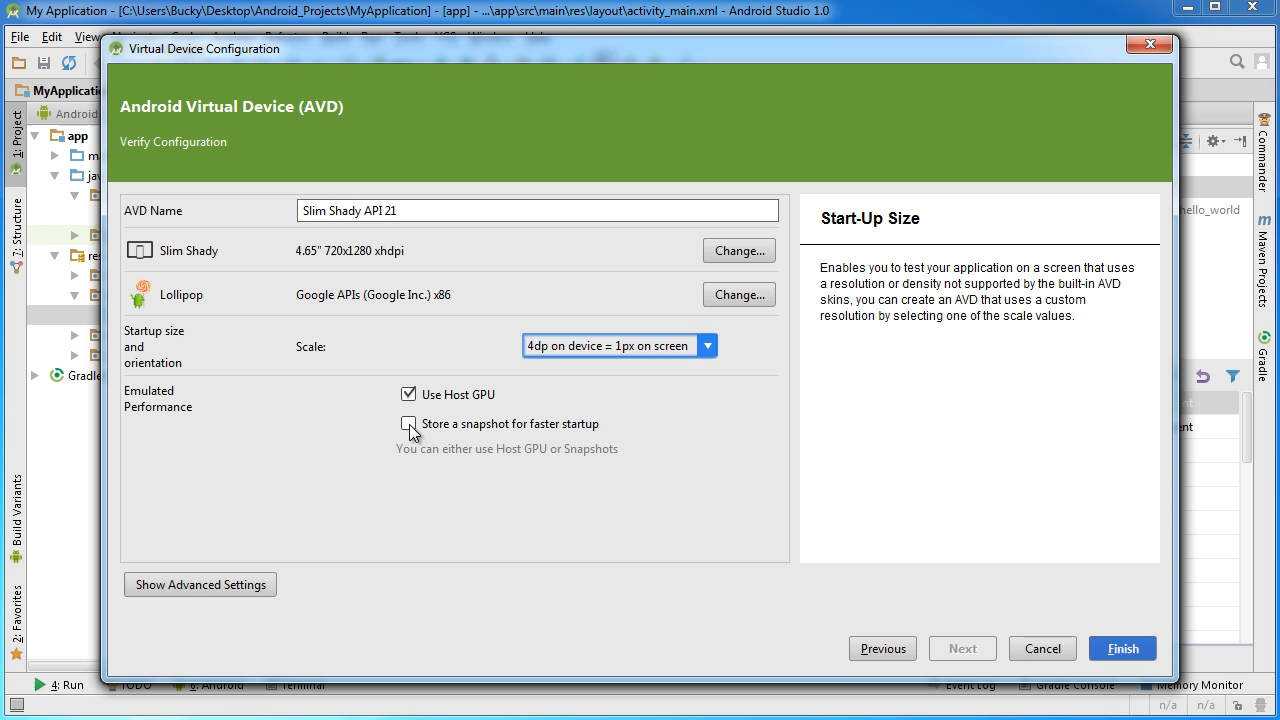 My Application - [C:\Users\Bucky\Desktop\Android_Projects\MyApplication] - [app] - ...\app\src\main\res\layout\activity_main.xml - Android Studio 1.0
File Edit View
Virtual Device Configuration
MyApplicatio
Android
1: Project
app
m
jav
res
Gradle
Z: Structure
Build Variants
2: Favorites
Android Virtual Device (AVD)
Verify Configuration
AVD Name Slim Shady API 21
Slim Shady 4.65" 720x1280 xhdpi Change...
Lollipop Google APIs (Google Inc.) x86 Change...
Startup size
and
orientation
Scale: 4dp on device = 1px on screen
Emulated
Performance
Use Host GPU
Store a snapshot for faster startup
You can either use Host GPU or Snapshots
Start-Up Size
Enables you to test your application on a screen that uses
a resolution or density not supported by the built-in AVD
skins, you can create an AVD that uses a custom
resolution by selecting one of the scale values.
Show Advanced Settings
Previous Next Cancel Finish
hello_world
ent
Commander
m Maven Projects
Gradle
4: Run TODO 6: Android Terminal Event Log Gradle Console Memory Monitor
n/a n/a